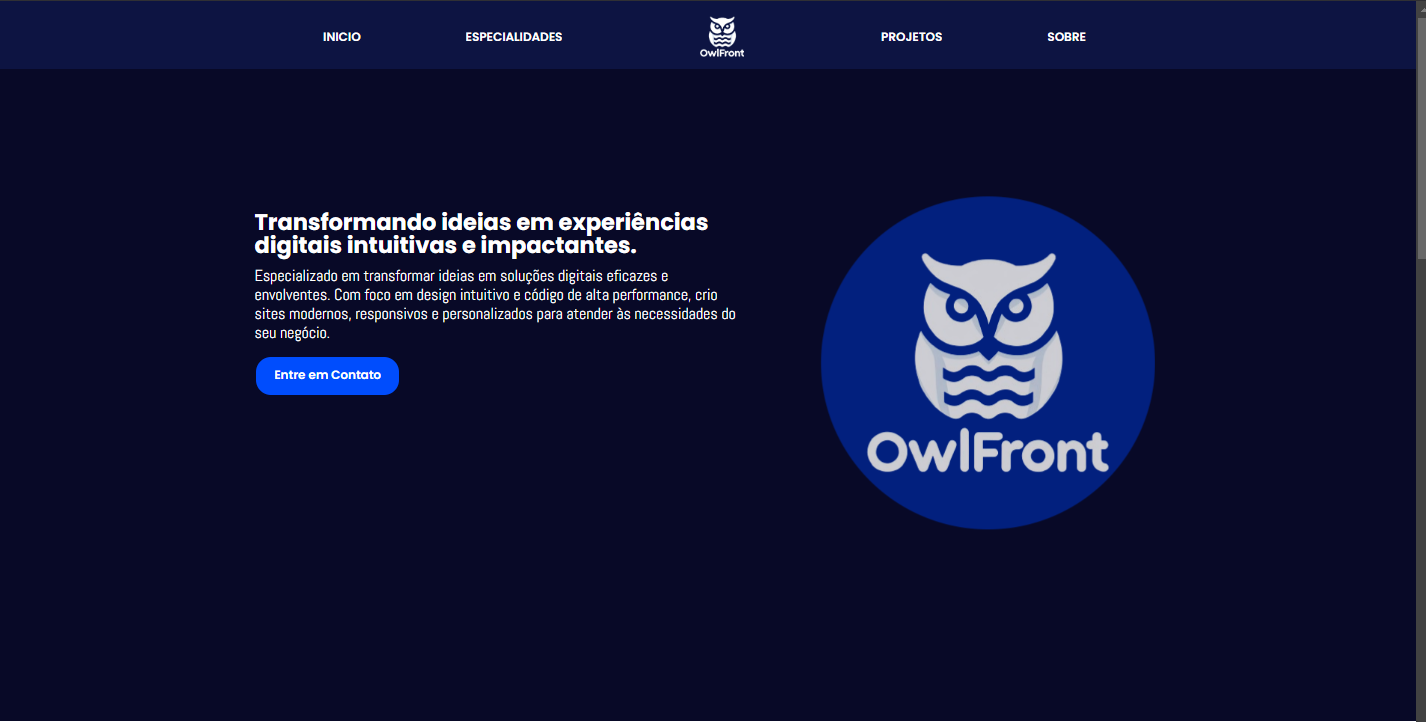 INICIO
ESPECIALIDADES
OwlFront
PROJETOS
SOBRE
Transformando ideias em experiências
digitais intuitivas e impactantes.
Especializado em transformar ideias em soluções digitais eficazes e
envolventes. Com foco em design intuitivo e código de alta performance, crio
sites modernos, responsivos e personalizados para atender às necessidades do
seu negócio.
Entre em Contato
OwlFront